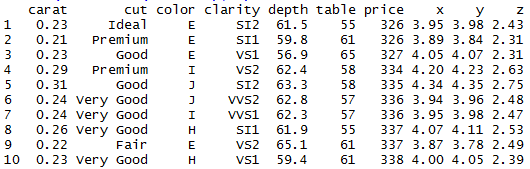 carat cut color clarity depth table price x y z
1 0.23 Ideal E SI2 61.5 55 326 3.95 3.98 2.43
2 0.21 Premium E SI1 59.8 61 326 3.89 3.84 2.31
3 0.23 Good E VS1 56.9 65 327 4.05 4.07 2.31
4 0.29 Premium I VS2 62.4 58 334 4.20 4.23 2.63
5 0.31 Good J SI2 63.3 58 335 4.34 4.35 2.75
6 0.24 Very Good J VVS2 62.8 57 336 3.94 3.96 2.48
7 0.24 Very Good I VVS1 62.3 57 336 3.95 3.98 2.47
8 0.26 Very Good H SI1 61.9 55 337 4.07 4.11 2.53
9 0.22 Fair E VS2 65.1 61 337 3.87 3.78 2.49
10 0.23 Very Good H VS1 59.4 61 338 4.00 4.05 2.39